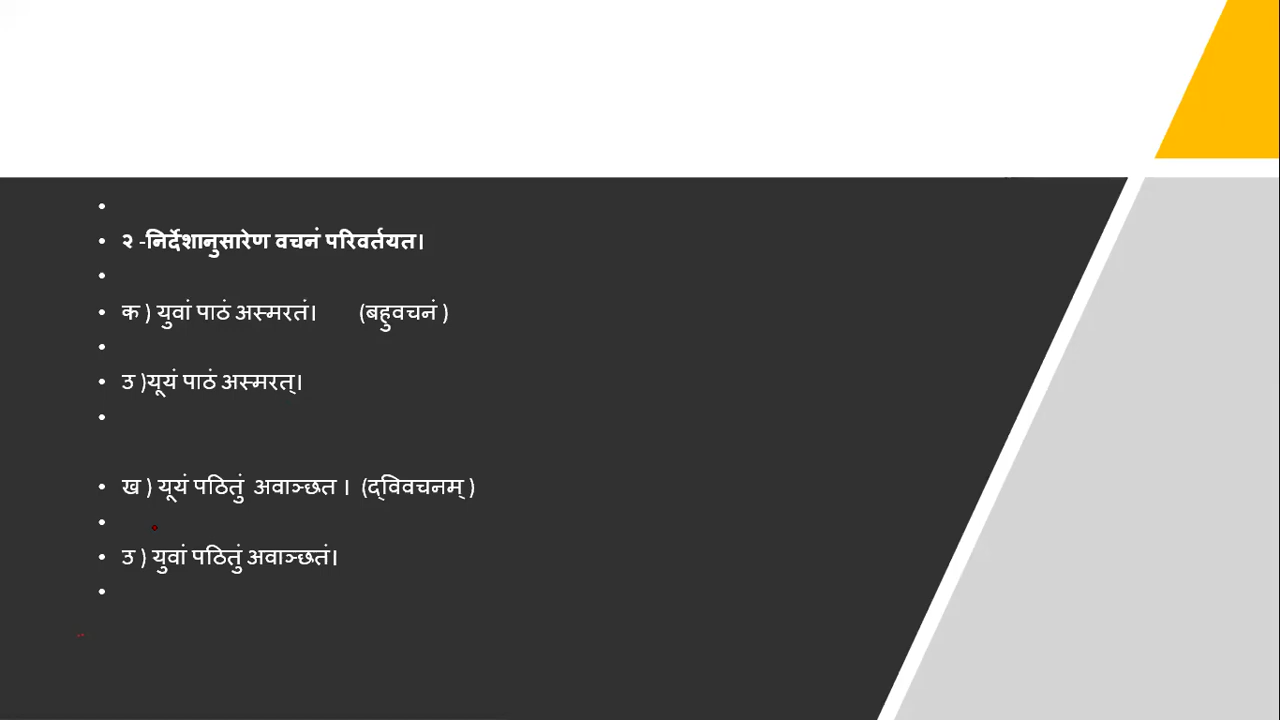 २ -निर्देशानुसारेण वचनं परिवर्तयत।
क ) युवां पाठं अस्मरतं। (बहुवचनं )
उ )यूयं पाठं अस्मरत्।
ख ) यूयं पठितुं अवाञ्छत । (द्विवचनम् )
उ ) युवां पठितुं अवाञ्छतं।